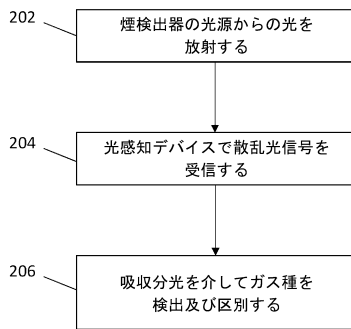 202
煙検出器の光源からの光を
放射する
204
光感知デバイスで散乱光信号を
受信する
206
吸収分光を介してガス種を
検出及び区別する